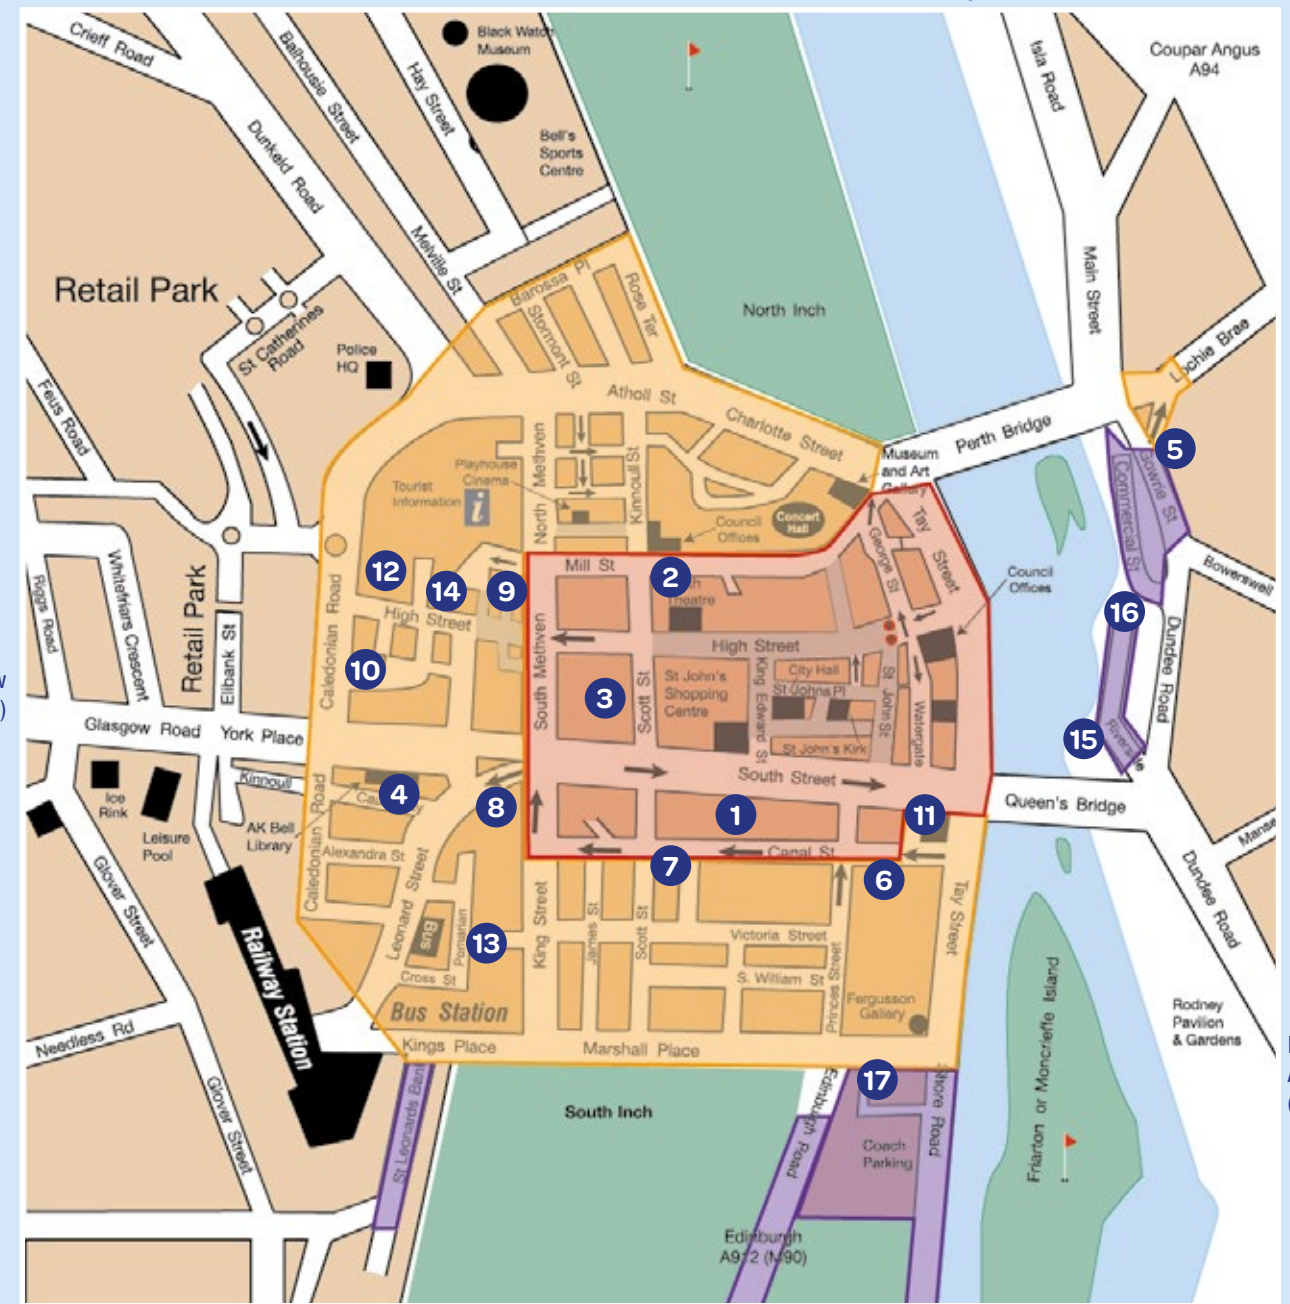 Crieff Road
Balhousie Street
Hay Street
Black Watch
Museum
Isla Road
Coupar Angus
A94
Dunkeld Road
Bell's
Sports
Centre
Melville St
Main Street
Retail Park
Barossa Pl
Rose Ter
Stormont St
North Inch
St Catherines
Road
Police
HQ
Lochie Brae
Feus Road
Atholl St
Charlotte Street
Perth Bridge
5
North Methven
Kinnoull St
Playhouse
Cinema
Tourist
Information
i
Museum
and Art
Gallery
Council
Offices
Concert
Hall
Tay
Street
George St
Gowrie St
Commercial St
Bowerswell
Riggs Road
Whitefriars Crescent
Retail Park
Elbank St
Caledonian Road
12
14
9
Mill St
2
Theatre
Council
Offices
High Street
High Street
16
10
South Methven
3
Scott St
St John's
Shopping
Centre
King Edward St
City Hall
St Johns Pl
St John St
Watergate
St John's Kirk
Dundee Road
15
Riverside
w
)
Glasgow Road
York Place
South Street
Queen's Bridge
Kinnoull
Ice
Rink
Leisure
Pool
AK Bell
Library
4
8
1
11
Manse
Caledonian Road
Alexandra St
Leonard Street
7
Canal St
6
Dundee Road
Glover Street
Railway Station
Bus
Pomarian
13
King Street
James St
Scott St
Victoria Street
Tay Street
Cross St
S. William St
Princes Street
Bus Station
Fergusson
Gallery
Friarton or Moncrieffe Island
Rodney
Pavilion
& Gardens
Needless Rd
Kings Place
Marshall Place
Glover Street
St Leonards Bank
South Inch
Edinburgh Road
17
Shore Road
Coach
Parking
Edinburgh
A912 (M90)